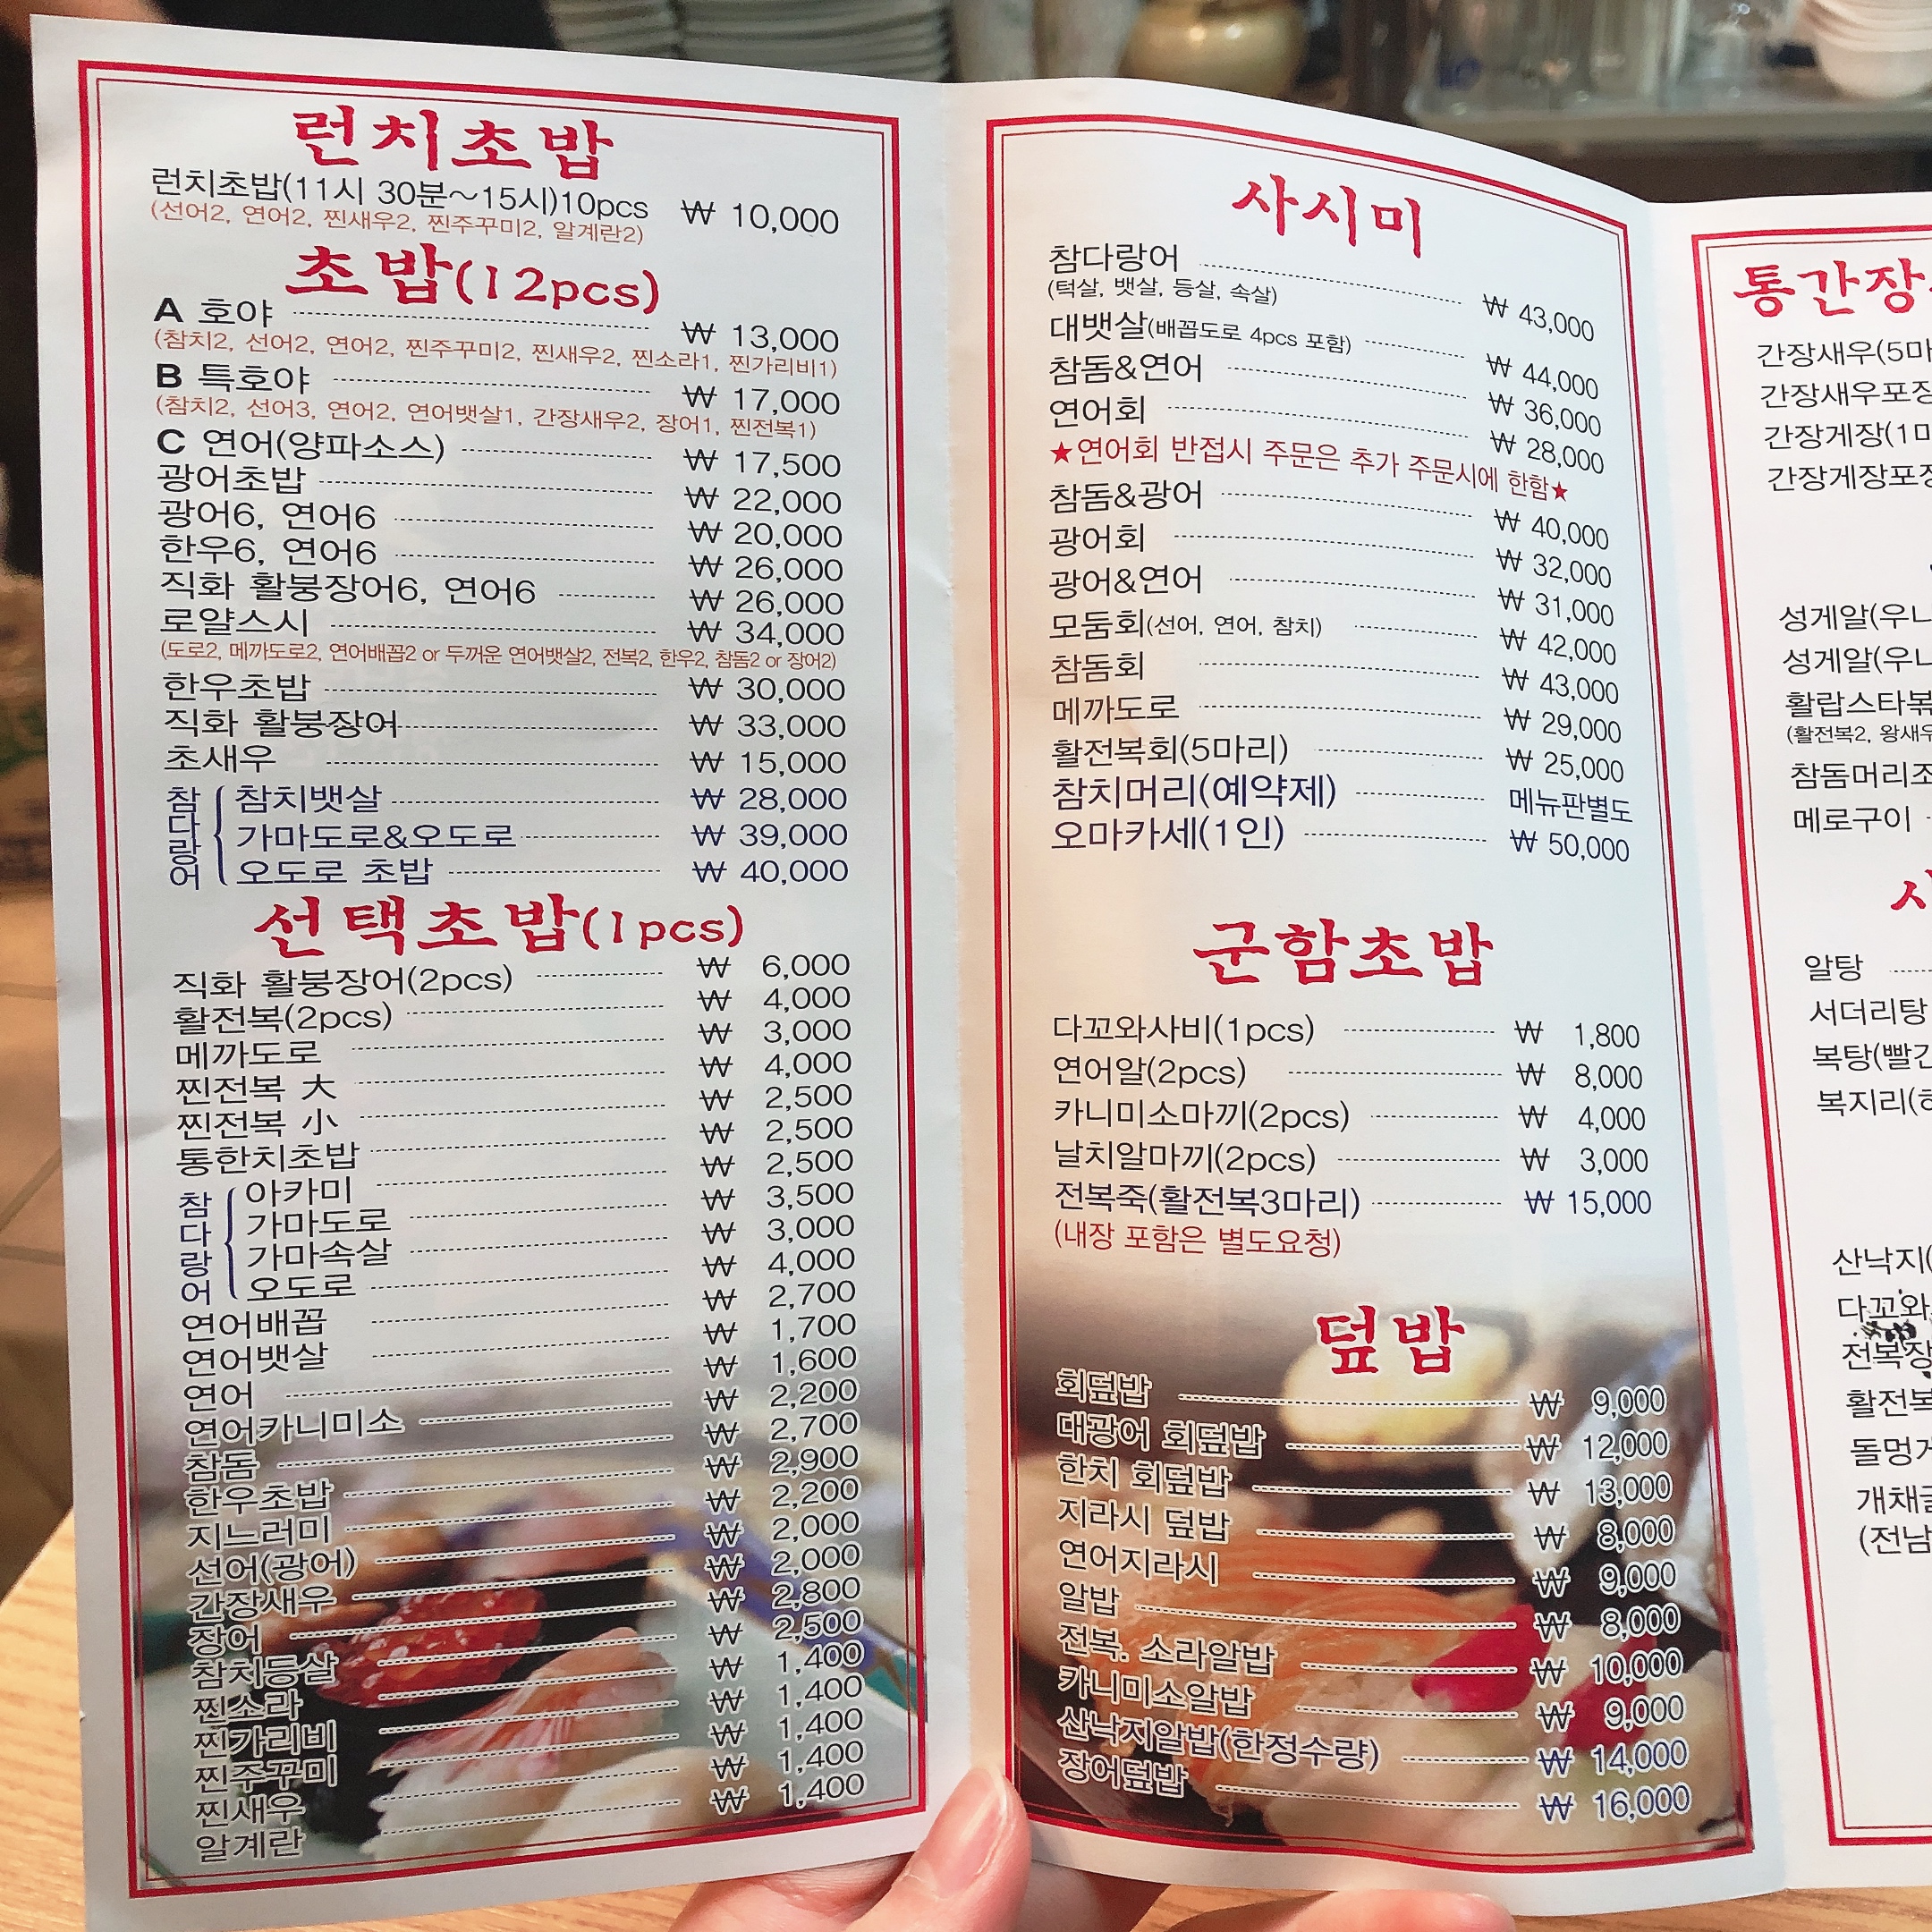 런치초밥
런치초밥(11시 30분~15시)10pcs ₩ 10,000
(선어2, 연어2, 찐새우2, 찐주꾸미2, 알계란2)
초밥(12pcs)
A 호야 ₩ 13,000
(참치2, 선어2, 연어2, 찐주꾸미2, 찐새우2, 찐소라1, 찐가리비1)
B 특호야 ₩ 17,000
(참치2, 선어3, 연어2, 연어뱃살1, 간장새우2, 장어1, 찐전복1)
C 연어(양파소스) ₩ 17,500
광어초밥 ₩ 22,000
광어6, 연어6 ₩ 20,000
한우6, 연어6 ₩ 26,000
직화 활붕장어6, 연어6 ₩ 26,000
로얄스시 ₩ 34,000
(도로2, 메까도로2, 연어배꼽2 or 두꺼운 연어뱃살2, 전복2, 한우2, 참돔2 or 장어2)
한우초밥 ₩ 30,000
직화 활붕장어 ₩ 33,000
초새우 ₩ 15,000
참다랑어
참치뱃살 ₩ 28,000
가마도로&오도로 ₩ 39,000
오도로 초밥 ₩ 40,000
선택초밥(1pcs)
직화 활붕장어(2pcs) ₩ 6,000
활전복(2pcs) ₩ 4,000
메까도로 ₩ 3,000
찐전복 大 ₩ 4,000
찐전복 小 ₩ 2,500
통한치초밥 ₩ 2,500
참다랑어
아카미 ₩ 2,500
가마도로 ₩ 3,500
가마속살 ₩ 3,000
오도로 ₩ 4,000
연어배꼽 ₩ 2,700
연어뱃살 ₩ 1,700
연어 ₩ 1,600
연어카니미소 ₩ 2,200
참돔 ₩ 2,700
한우초밥 ₩ 2,900
지느러미 ₩ 2,200
선어(광어) ₩ 2,000
간장새우 ₩ 2,000
장어 ₩ 2,800
참치등살 ₩ 2,500
찐소라 ₩ 1,400
찐가리비 ₩ 1,400
찐주꾸미 ₩ 1,400
찐새우 ₩ 1,400
알계란 ₩ 1,400
사시미
참다랑어 ₩ 43,000
(턱살, 뱃살, 등살, 속살)
대뱃살(배꼽도로 4pcs 포함) ₩ 44,000
참돔&연어 ₩ 36,000
연어회 ₩ 28,000
★연어회 반접시 주문은 추가 주문시에 한함★
참돔&광어 ₩ 40,000
광어회 ₩ 32,000
광어&연어 ₩ 31,000
모둠회(선어, 연어, 참치) ₩ 42,000
참돔회 ₩ 43,000
메까도로 ₩ 29,000
활전복회(5마리) ₩ 25,000
참치머리(예약제) 메뉴판별도
오마카세(1인) ₩ 50,000
군함초밥
다꼬와사비(1pcs) ₩ 1,800
연어알(2pcs) ₩ 8,000
카니미소마끼(2pcs) ₩ 4,000
날치알마끼(2pcs) ₩ 3,000
전복죽(활전복3마리) ₩ 15,000
(내장 포함은 별도요청)
덮밥
회덮밥 ₩ 9,000
대광어 회덮밥 ₩ 12,000
한치 회덮밥 ₩ 13,000
지라시 덮밥 ₩ 8,000
연어지라시 ₩ 9,000
알밥 ₩ 8,000
전복. 소라알밥 ₩ 10,000
카니미소알밥 ₩ 9,000
산낙지알밥(한정수량) ₩ 14,000
장어덮밥 ₩ 16,000
통간장
간장새우(5마
간장새우포장
간장게장(1마
간장게장포장
성게알(우니
성게알(우니
활랍스타볶
(활전복2, 왕새우
참돔머리조
메로구이
알탕
서더리탕
복탕(빨간
복지리(하
산낙지(
다꼬와
전복장
활전복
돌멍게
개채굴
(전남